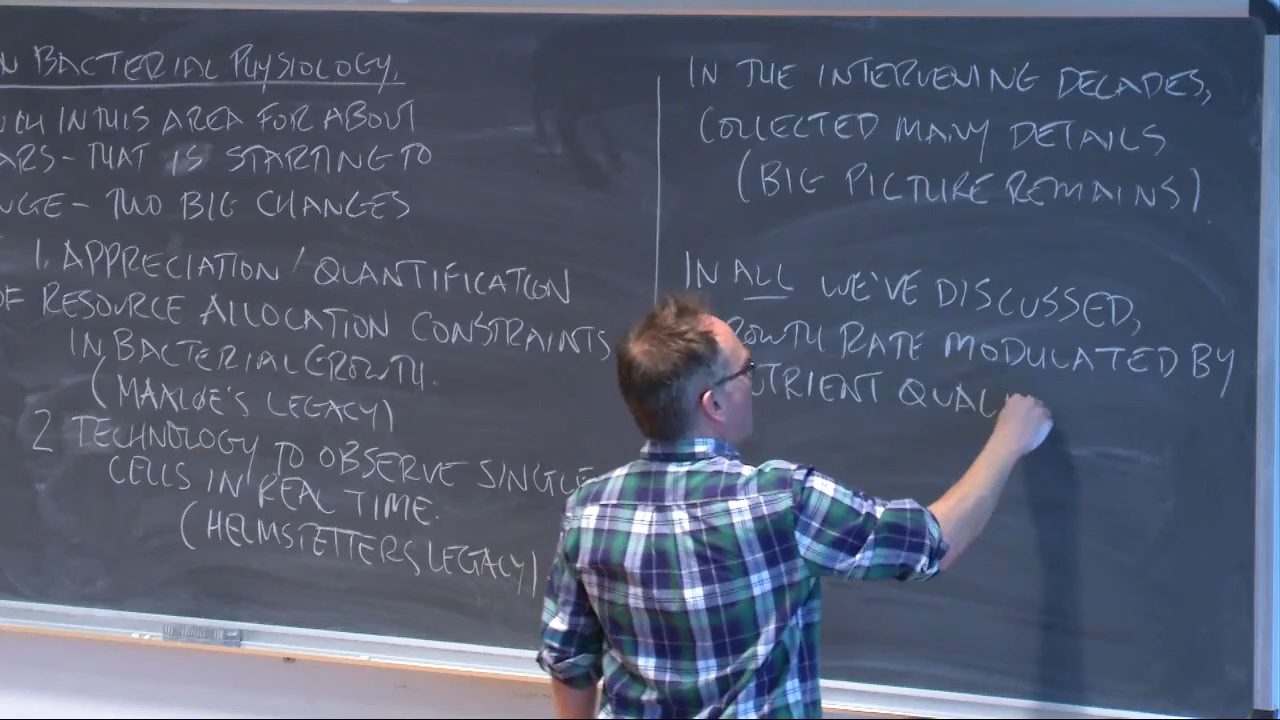 N BACTERIAL PHYSIOLOGY.
CH IN THIS AREA FOR ABOUT
ARS - THAT IS STARTING TO
NGE - TWO BIG CHANGES
1. APPRECIATION / QUANTIFICATION
OF RESOURCE ALLOCATION CONSTRAINTS
IN BACTERIAL GROWTH.
(MAALØE'S LEGACY)
2 TECHNOLOGY TO OBSERVE SINGLE
CELLS IN REAL TIME.
(HELMSTETTERS LEGACY)
IN THE INTERVENING DECADES,
COLLECTED MANY DETAILS
(BIG PICTURE REMAINS).
IN ALL WE'VE DISCUSSED,
ROWTH RATE MODULATED BY
UTRIENT QUAL